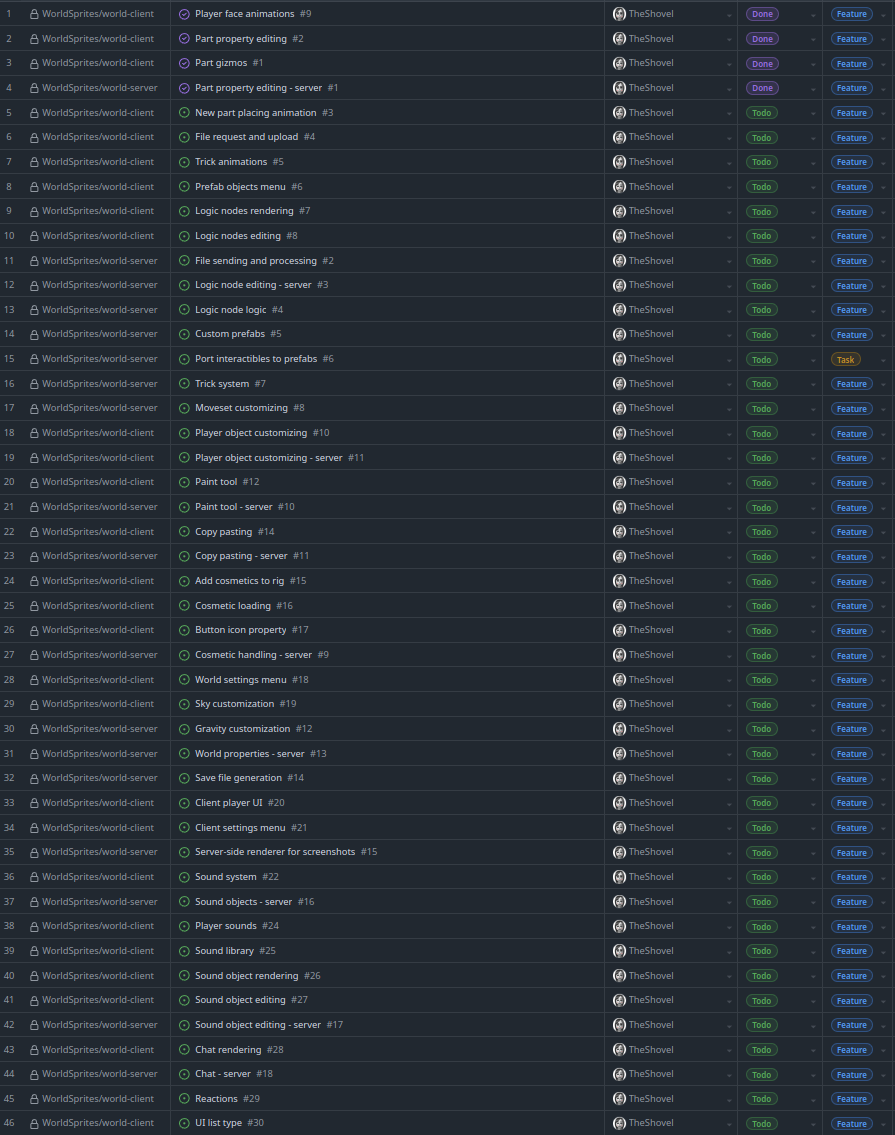 1 WorldSprites/world-client Player face animations #9 TheShovel Done Feature
2 WorldSprites/world-client Part property editing #2 TheShovel Done Feature
3 WorldSprites/world-client Part gizmos #1 TheShovel Done Feature
4 WorldSprites/world-server Part property editing - server #1 TheShovel Done Feature
5 WorldSprites/world-client New part placing animation #3 TheShovel Todo Feature
6 WorldSprites/world-client File request and upload #4 TheShovel Todo Feature
7 WorldSprites/world-client Trick animations #5 TheShovel Todo Feature
8 WorldSprites/world-client Prefab objects menu #6 TheShovel Todo Feature
9 WorldSprites/world-client Logic nodes rendering #7 TheShovel Todo Feature
10 WorldSprites/world-client Logic nodes editing #8 TheShovel Todo Feature
11 WorldSprites/world-server File sending and processing #2 TheShovel Todo Feature
12 WorldSprites/world-server Logic node editing - server #3 TheShovel Todo Feature
13 WorldSprites/world-server Logic node logic #4 TheShovel Todo Feature
14 WorldSprites/world-server Custom prefabs #5 TheShovel Todo Feature
15 WorldSprites/world-server Port interactibles to prefabs #6 TheShovel Todo Task
16 WorldSprites/world-server Trick system #7 TheShovel Todo Feature
17 WorldSprites/world-server Moveset customizing #8 TheShovel Todo Feature
18 WorldSprites/world-client Player object customizing #10 TheShovel Todo Feature
19 WorldSprites/world-client Player object customizing - server #11 TheShovel Todo Feature
20 WorldSprites/world-client Paint tool #12 TheShovel Todo Feature
21 WorldSprites/world-server Paint tool - server #10 TheShovel Todo Feature
22 WorldSprites/world-client Copy pasting #14 TheShovel Todo Feature
23 WorldSprites/world-server Copy pasting - server #11 TheShovel Todo Feature
24 WorldSprites/world-client Add cosmetics to rig #15 TheShovel Todo Feature
25 WorldSprites/world-client Cosmetic loading #16 TheShovel Todo Feature
26 WorldSprites/world-client Button icon property #17 TheShovel Todo Feature
27 WorldSprites/world-server Cosmetic handling - server #9 TheShovel Todo Feature
28 WorldSprites/world-client World settings menu #18 TheShovel Todo Feature
29 WorldSprites/world-client Sky customization #19 TheShovel Todo Feature
30 WorldSprites/world-server Gravity customization #12 TheShovel Todo Feature
31 WorldSprites/world-server World properties - server #13 TheShovel Todo Feature
32 WorldSprites/world-server Save file generation #14 TheShovel Todo Feature
33 WorldSprites/world-client Client player UI #20 TheShovel Todo Feature
34 WorldSprites/world-client Client settings menu #21 TheShovel Todo Feature
35 WorldSprites/world-server Server-side renderer for screenshots #15 TheShovel Todo Feature
36 WorldSprites/world-client Sound system #22 TheShovel Todo Feature
37 WorldSprites/world-server Sound objects - server #16 TheShovel Todo Feature
38 WorldSprites/world-client Player sounds #24 TheShovel Todo Feature
39 WorldSprites/world-client Sound library #25 TheShovel Todo Feature
40 WorldSprites/world-client Sound object rendering #26 TheShovel Todo Feature
41 WorldSprites/world-client Sound object editing #27 TheShovel Todo Feature
42 WorldSprites/world-server Sound object editing - server #17 TheShovel Todo Feature
43 WorldSprites/world-client Chat rendering #28 TheShovel Todo Feature
44 WorldSprites/world-server Chat - server #18 TheShovel Todo Feature
45 WorldSprites/world-client Reactions #29 TheShovel Todo Feature
46 WorldSprites/world-client UI list type #30 TheShovel Todo Feature